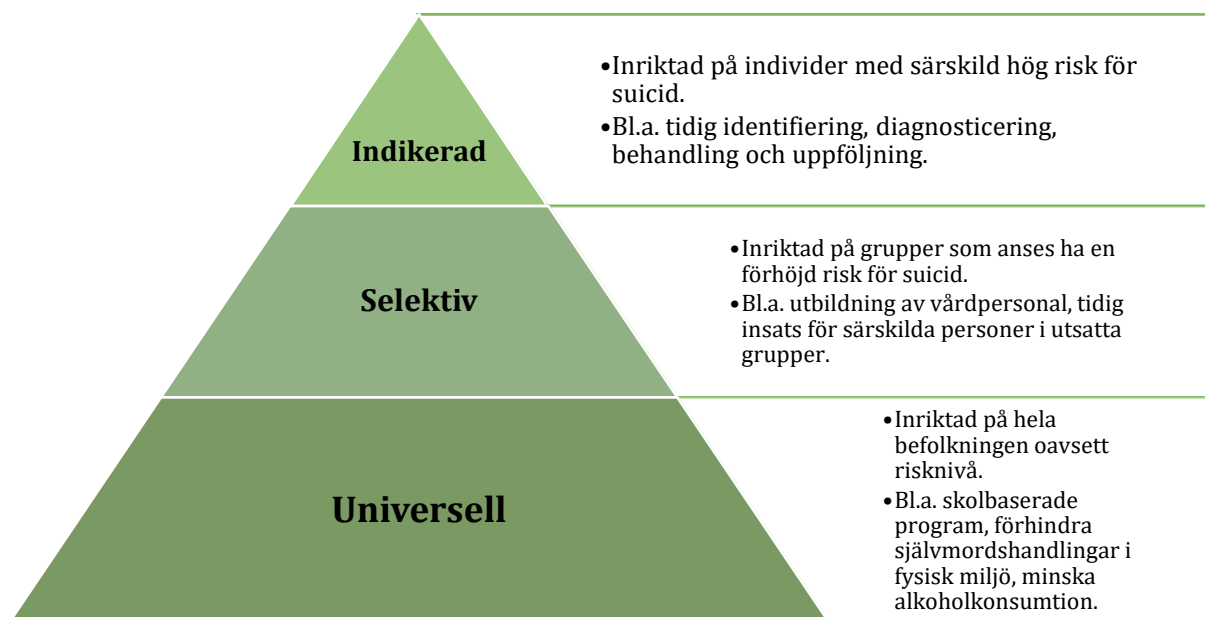 Indikerad
•Inriktad på individer med särskild hög risk för
suicid.
•Bl.a. tidig identifiering, diagnosticering,
behandling och uppföljning.
Selektiv
•Inriktad på grupper som anses ha en
förhöjd risk för suicid.
•Bl.a. utbildning av vårdpersonal, tidig
insats för särskilda personer i utsatta
grupper.
Universell
•Inriktad på hela
befolkningen oavsett
risknivå.
•Bl.a. skolbaserade
program, förhindra
självmordshandlingar i
fysisk miljö, minska
alkoholkonsumtion.